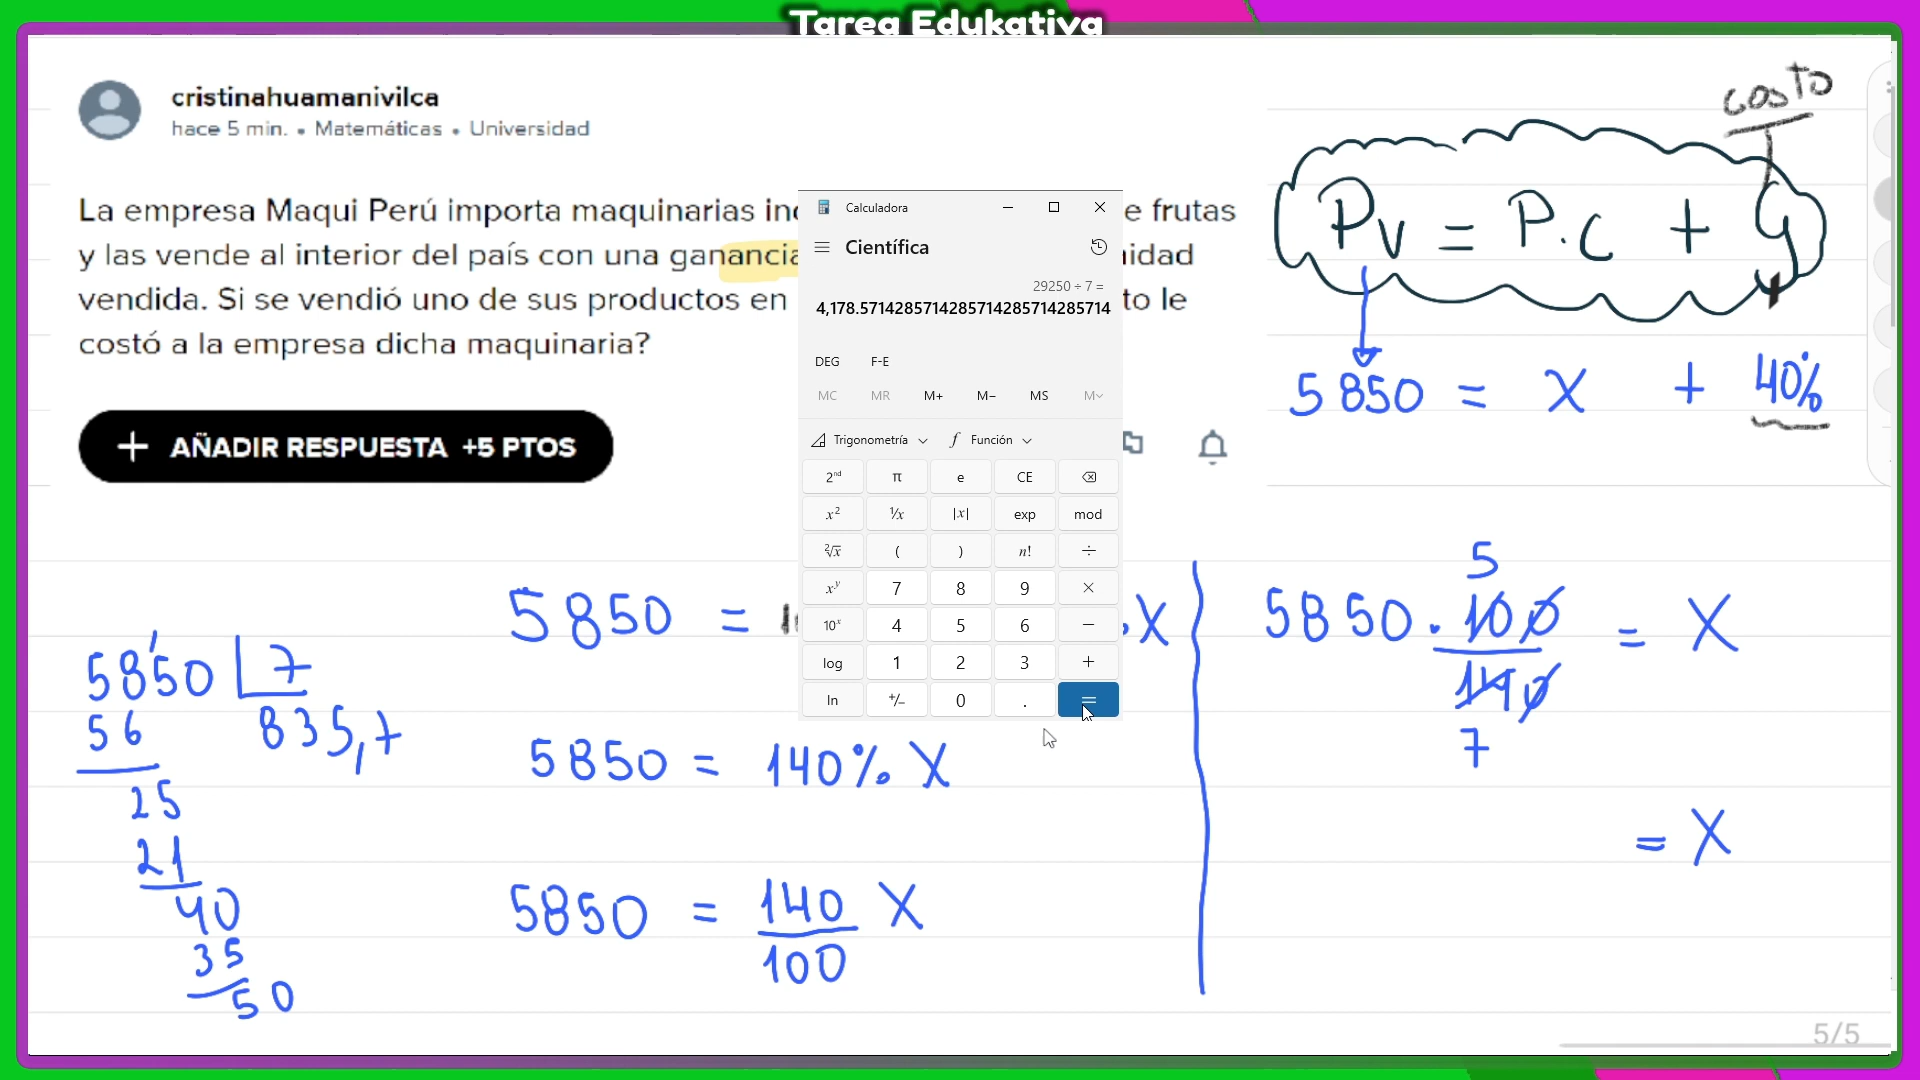 Tarea Edukativa
cristinahuamanivilca
hace 5 min. • Matemáticas • Universidad
La empresa Maqui Perú importa maquinarias e frutas
y las vende al interior del país con una ganancia
vendida. Si se vendió uno de sus productos en le
costó a la empresa dicha maquinaria?
+ AÑADIR RESPUESTA +5 PTOS
Calculadora
Científica
29250 ÷ 7 =
4,178.5714285714285714285714285714
DEG F-E
MC MR M+ M− MS M
Trigonometría f Función
2nd π e CE
x² ¹/x |x| exp mod
²√x ( ) n! ÷
xʸ 7 8 9 ×
10ˣ 4 5 6 −
log 1 2 3 +
ln +/− 0 . =
costo
Pv = P.c + g
5850 = x + 40%
5850 7
56 835,7
25
21
40
35
50
5850 = .X
5850 = 140% X
5850 = 140 X
100
5
5850 . 100 = X
140
7
= X
5/5